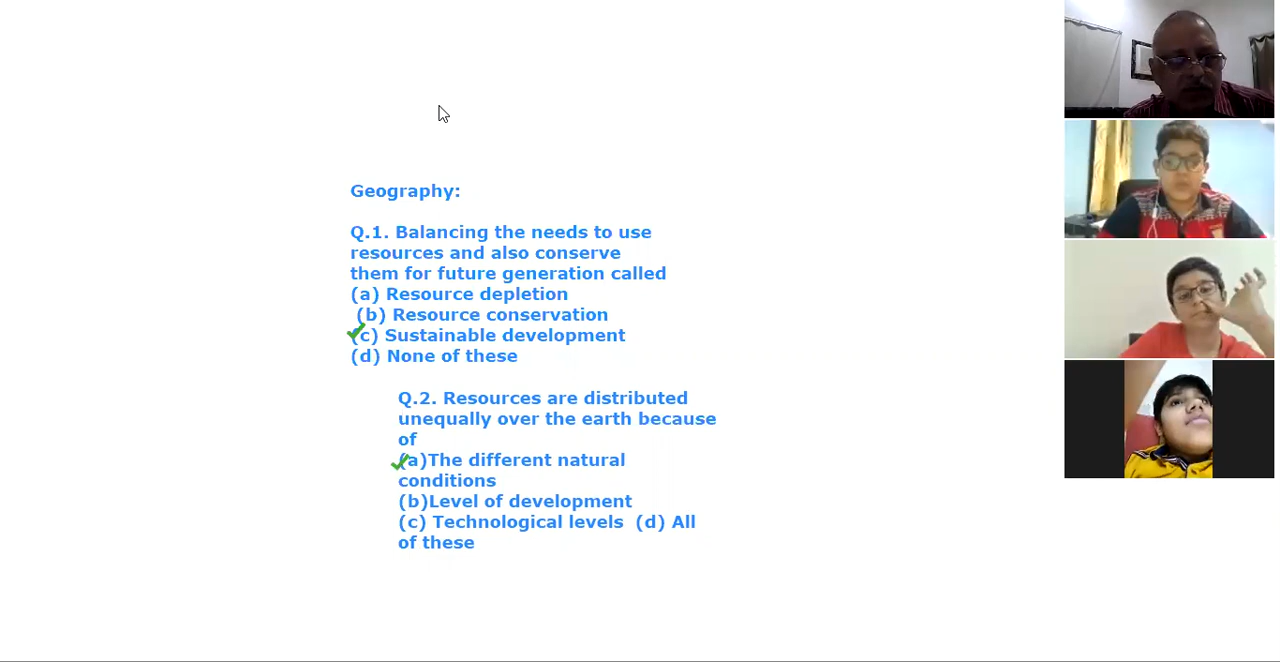 Geography:
Q.1. Balancing the needs to use
resources and also conserve
them for future generation called
(a) Resource depletion
(b) Resource conservation
(c) Sustainable development
(d) None of these
Q.2. Resources are distributed
unequally over the earth because
of
(a)The different natural
conditions
(b)Level of development
(c) Technological levels (d) All
of these